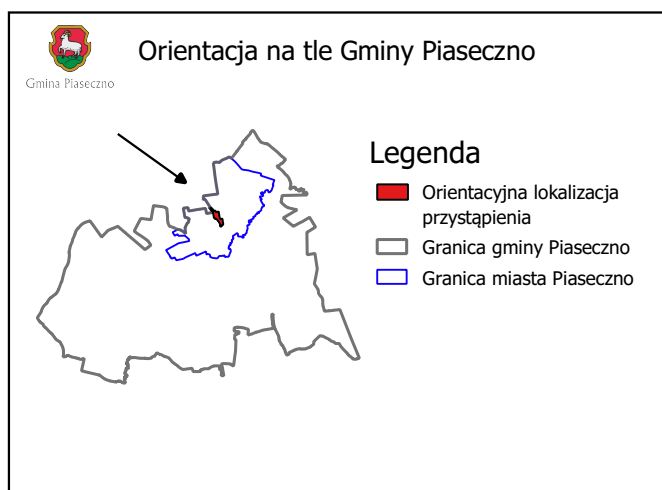 Orientacja na tle Gminy Piaseczno
Gmina Piaseczno
Legenda
Orientacyjna lokalizacja
przystąpienia
Granica gminy Piaseczno
Granica miasta Piaseczno